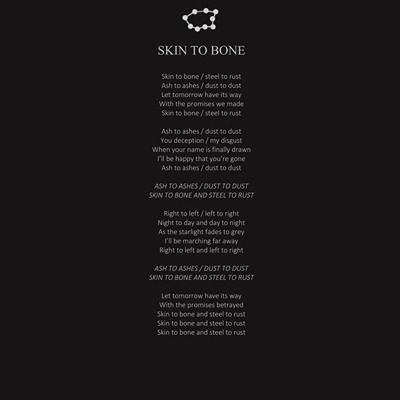 SKIN TO BONE
Skin to bone / steel to rust
Ash to ashes / dust to dust
Let tomorrow have its way
With the promises we made
Skin to bone / steel to rust
Ash to ashes / dust to dust
You deception / my disgust
When your name is finally drawn
I'll be happy that you're gone
Ash to ashes / dust to dust
ASH TO ASHES / DUST TO DUST
SKIN TO BONE AND STEEL TO RUST
Right to left / left to right
Night to day and day to night
As the starlight fades to grey
I'll be marching far away
Right to left and left to right
ASH TO ASHES / DUST TO DUST
SKIN TO BONE AND STEEL TO RUST
Let tomorrow have its way
With the promises betrayed
Skin to bone and steel to rust
Skin to bone and steel to rust
Skin to bone and steel to rust